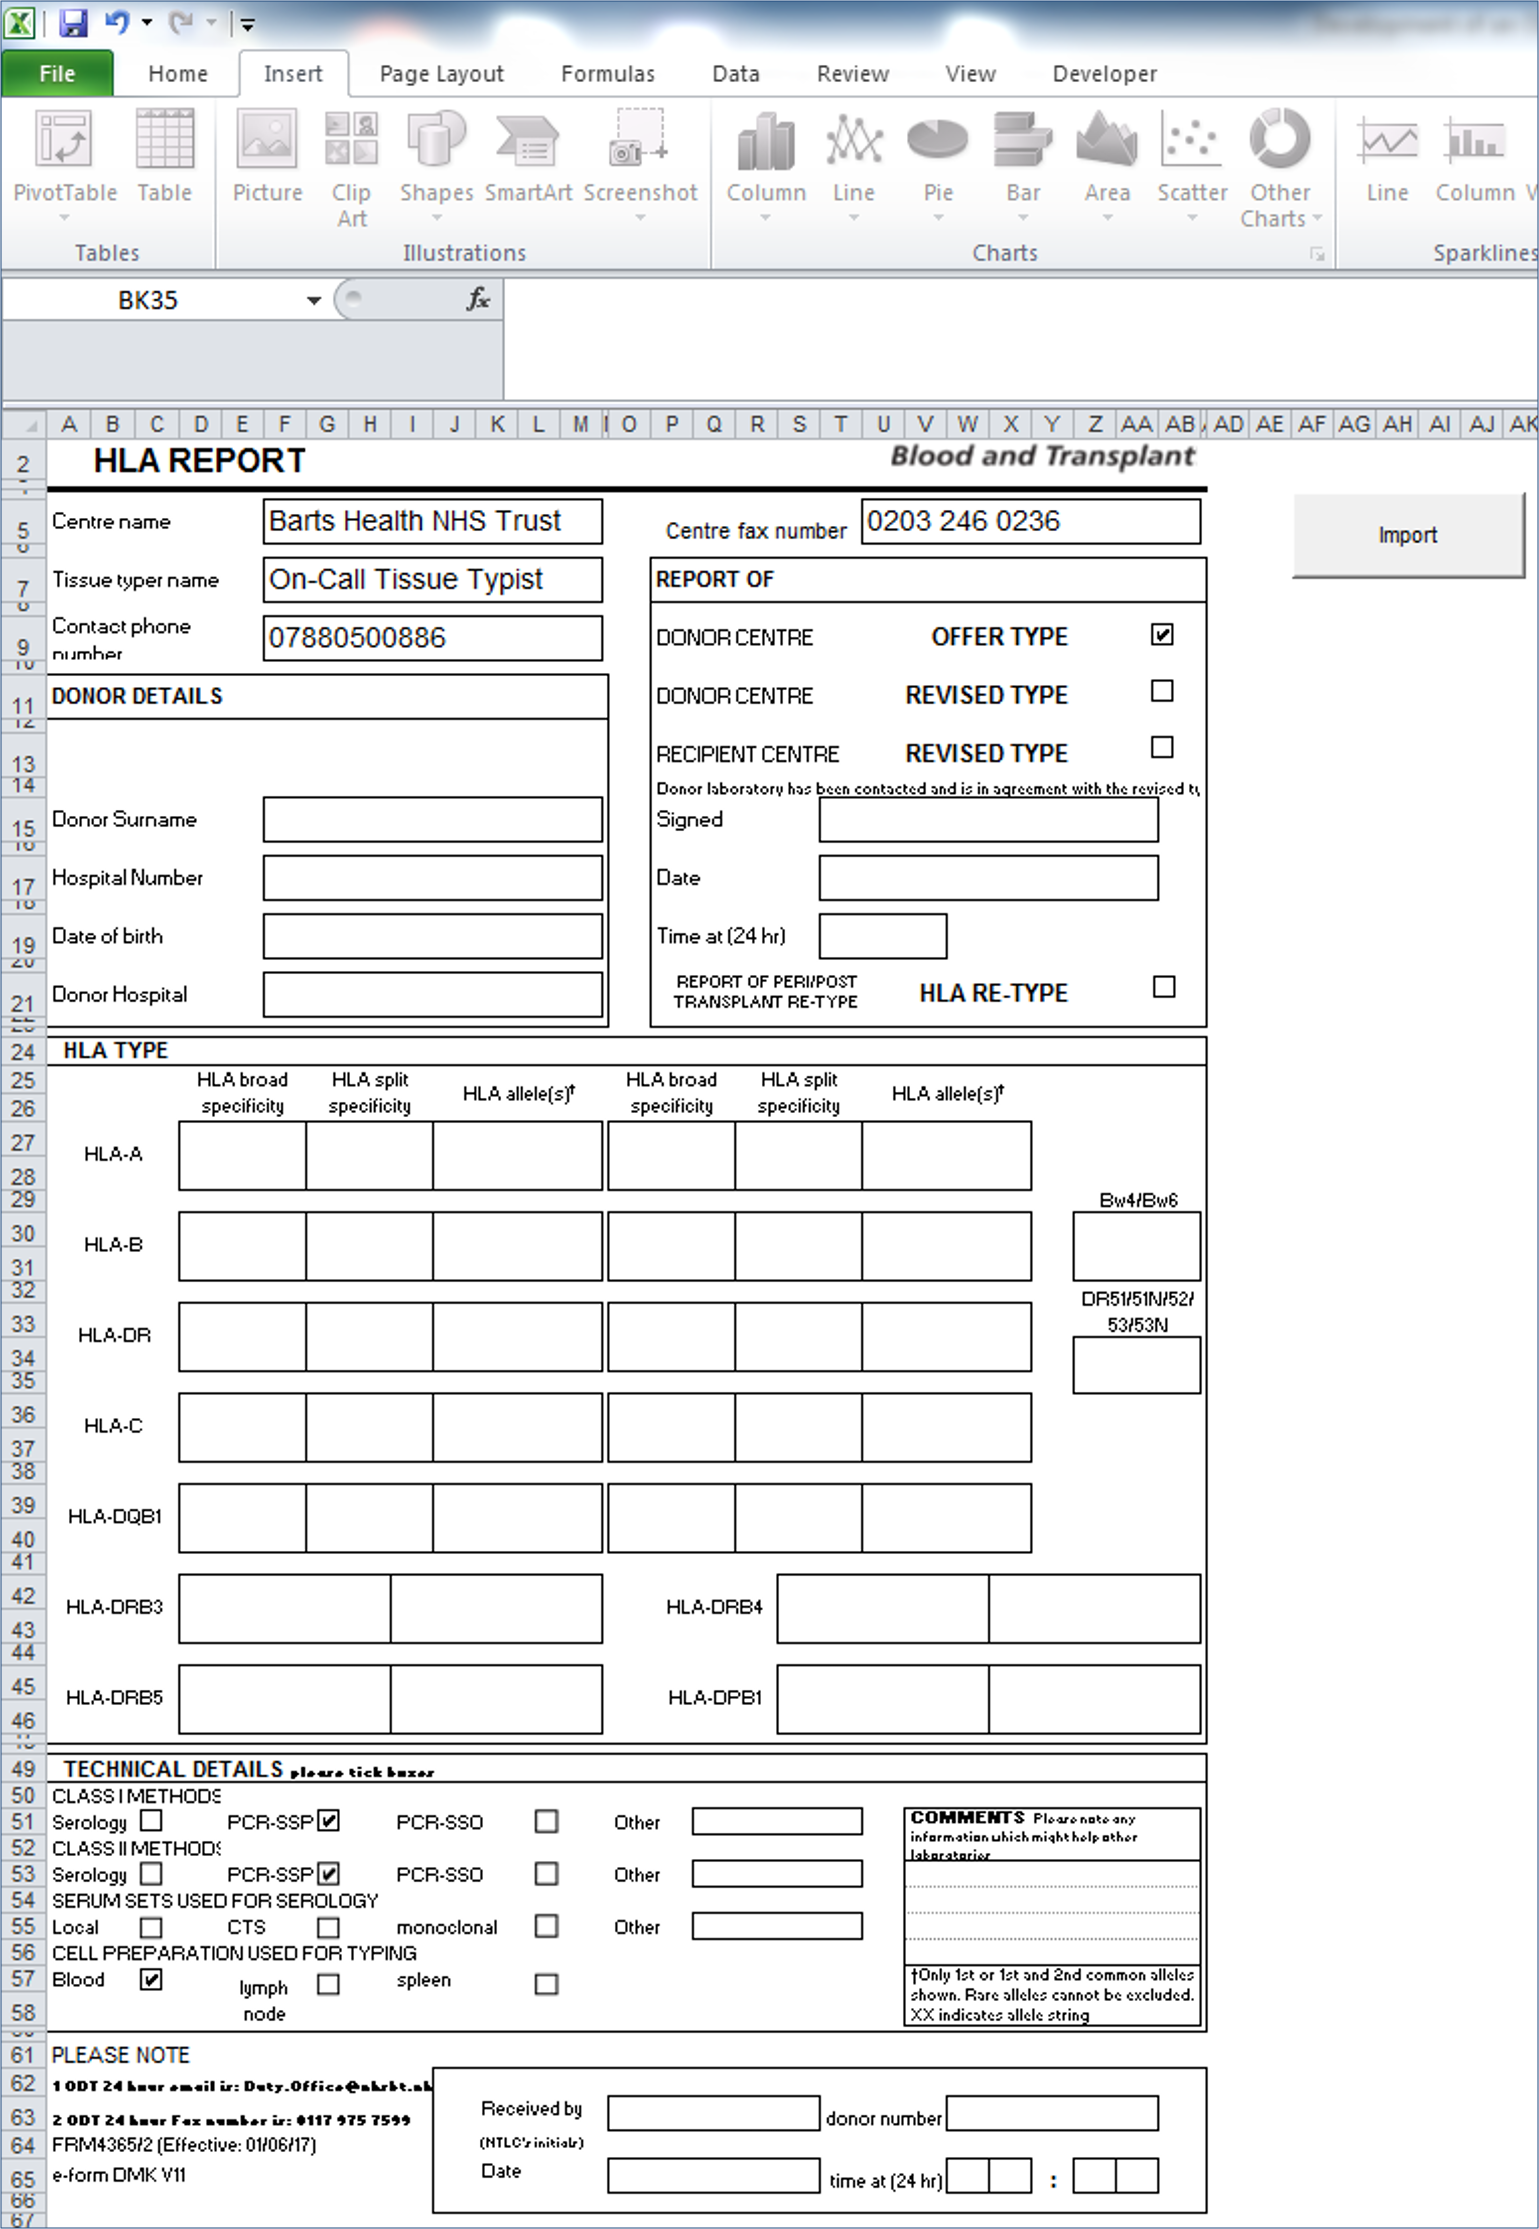 File Home Insert Page Layout Formulas Data Review View Developer
PivotTable Table Picture Clip Art Shapes SmartArt Screenshot Column Line Pie Bar Area Scatter Other Charts Line Column
Tables Illustrations Charts Sparklines
BK35 fx
A B C D E F G H I J K L M O P Q R S T U V W X Y Z AA AB AD AE AF AG AH AI AJ AK
2 HLA REPORT Blood and Transplant
5 Centre name Barts Health NHS Trust Centre fax number 0203 246 0236 Import
7 Tissue typer name On-Call Tissue Typist REPORT OF
9 Contact phone number 07880500886 DONOR CENTRE OFFER TYPE
11 DONOR DETAILS DONOR CENTRE REVISED TYPE
13 RECIPIENT CENTRE REVISED TYPE
14 Donor laboratory has been contacted and is in agreement with the revised ty
15 Donor Surname Signed
17 Hospital Number Date
19 Date of birth Time at (24 hr)
21 Donor Hospital REPORT OF PERI/POST TRANSPLANT RE-TYPE HLA RE-TYPE
24 HLA TYPE
25 HLA broad HLA split HLA allele(s)† HLA broad HLA split HLA allele(s)†
26 specificity specificity specificity specificity
27 HLA-A
28
29 Bw4/Bw6
30 HLA-B
31
32 DR51/51N/52/
33 HLA-DR 53/53N
34
35
36 HLA-C
37
38
39 HLA-DQB1
40
41
42 HLA-DRB3 HLA-DRB4
43
44
45 HLA-DRB5 HLA-DPB1
46
49 TECHNICAL DETAILS please tick boxes
50 CLASS I METHODS
51 Serology PCR-SSP PCR-SSO Other COMMENTS Please note any
information which might help other
laboratories
52 CLASS II METHODS
53 Serology PCR-SSP PCR-SSO Other
54 SERUM SETS USED FOR SEROLOGY
55 Local CTS monoclonal Other
56 CELL PREPARATION USED FOR TYPING
57 Blood lymph spleen †Only 1st or 1st and 2nd common alleles
shown. Rare alleles cannot be excluded.
58 node XX indicates allele string
61 PLEASE NOTE
62 1 ODT 24 hour email is: Duty.Office@nhsbt.nh
63 2 ODT 24 hour Fax number is: 0117 975 7599 Received by donor number
64 FRM4365/2 (Effective: 01/06/17) (NTLC's initials)
65 e-form DMK V11 Date time at (24 hr) :
66
67